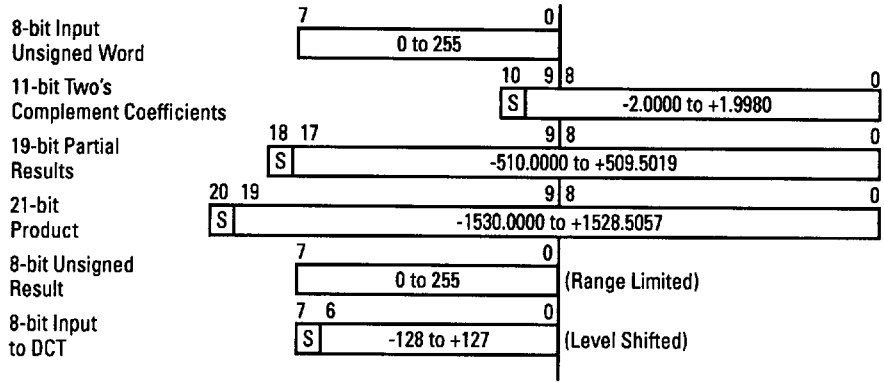 7 0
8-bit Input
Unsigned Word
0 to 255
10 9 8 0
11-bit Two's
Complement Coefficients
S -2.0000 to +1.9980
18 17 9 8 0
19-bit Partial
Results
S -510.0000 to +509.5019
20 19 9 8 0
21-bit
Product
S -1530.0000 to +1528.5057
7 0
8-bit Unsigned
Result
0 to 255 (Range Limited)
7 6 0
8-bit Input
to DCT
S -128 to +127 (Level Shifted)